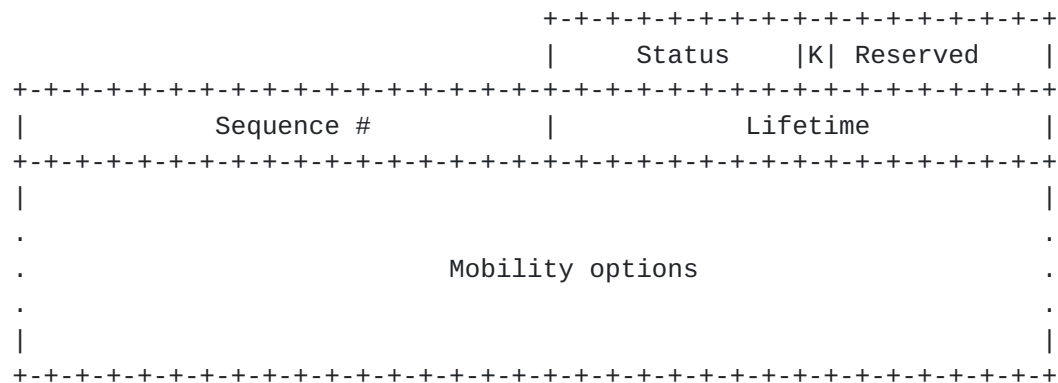 +-+-+-+-+-+-+-+-+-+-+-+-+-+-+-+-+
|     Status    |K| Reserved    |
+-+-+-+-+-+-+-+-+-+-+-+-+-+-+-+-+-+-+-+-+-+-+-+-+-+-+-+-+-+-+-+-+-+
|            Sequence #           |            Lifetime           |
+-+-+-+-+-+-+-+-+-+-+-+-+-+-+-+-+-+-+-+-+-+-+-+-+-+-+-+-+-+-+-+-+-+
|                                                                 |
.                                                                 .
.                           Mobility options                      .
.                                                                 .
|                                                                 |
+-+-+-+-+-+-+-+-+-+-+-+-+-+-+-+-+-+-+-+-+-+-+-+-+-+-+-+-+-+-+-+-+-+